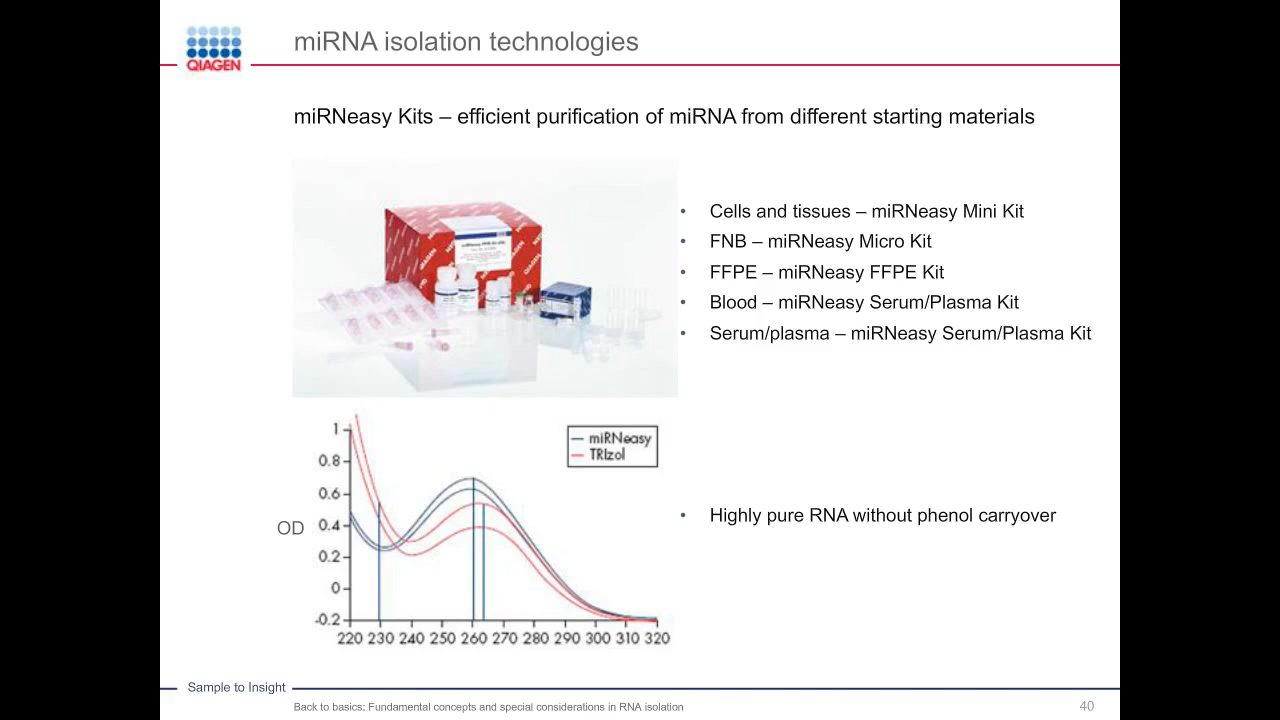 QIAGEN
miRNA isolation technologies
miRNeasy Kits – efficient purification of miRNA from different starting materials
QIAGEN
• Cells and tissues – miRNeasy Mini Kit
• FNB – miRNeasy Micro Kit
• FFPE – miRNeasy FFPE Kit
• Blood – miRNeasy Serum/Plasma Kit
• Serum/plasma – miRNeasy Serum/Plasma Kit
miRNeasy
TRIzol
OD
1
0.8
0.6
0.4
0.2
0
-0.2
220 230 240 250 260 270 280 290 300 310 320
• Highly pure RNA without phenol carryover
Sample to Insight
Back to basics: Fundamental concepts and special considerations in RNA isolation
40